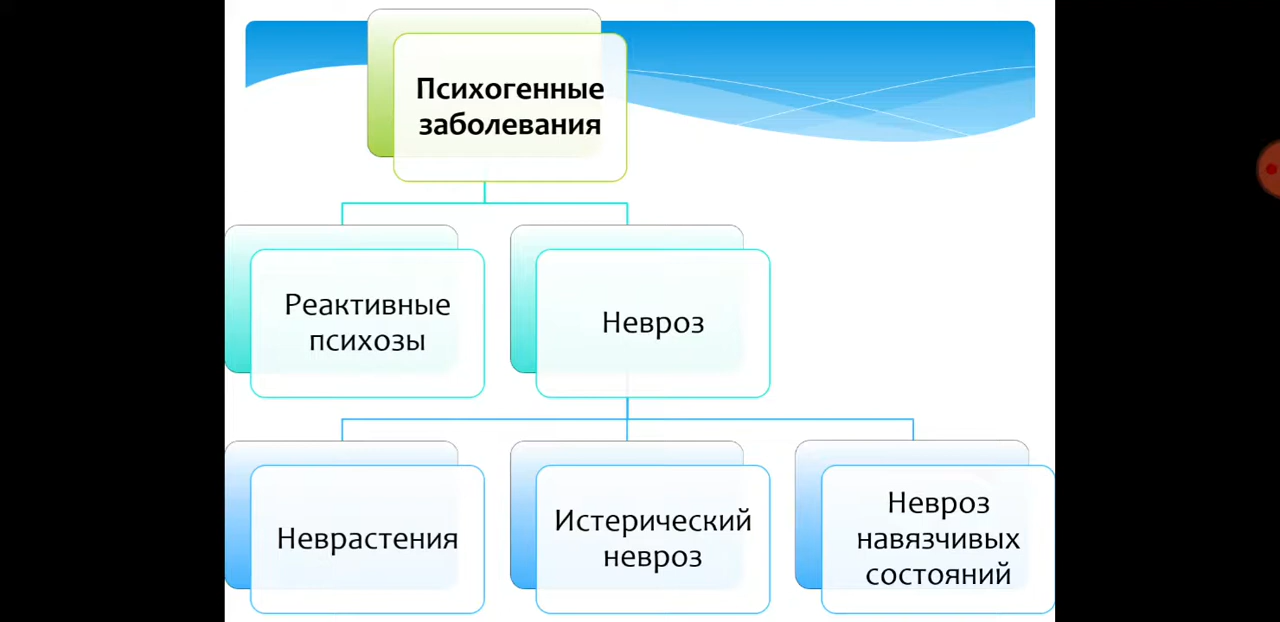 Психогенные
заболевания
Реактивные
психозы
Невроз
Неврастения
Истерический
невроз
Невроз
навязчивых
состояний